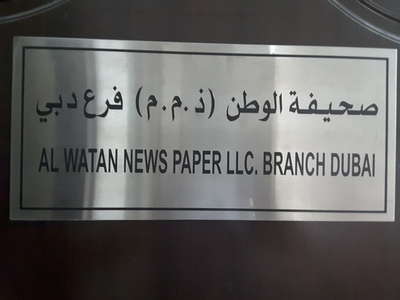 صحيفة الوطن (ذ.م.م) فرع دبي
AL WATAN NEWS PAPER LLC. BRANCH DUBAI